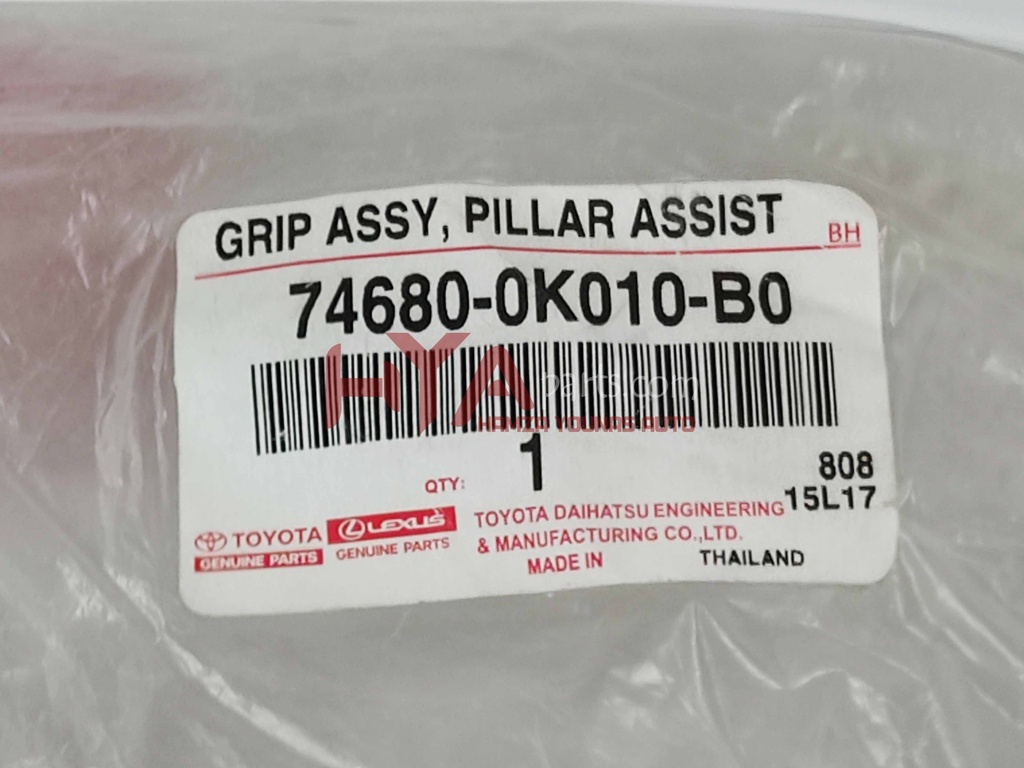 GRIP ASSY, PILLAR ASSIST
BH
74680-0K010-B0
HYA parts.com
HAMZA YOUNAS AUTO
QTY: 1
808
15L17
TOYOTA
GENUINE PARTS
LEXUS
GENUINE PARTS
TOYOTA DAIHATSU ENGINEERING
& MANUFACTURING CO.,LTD.
MADE IN THAILAND